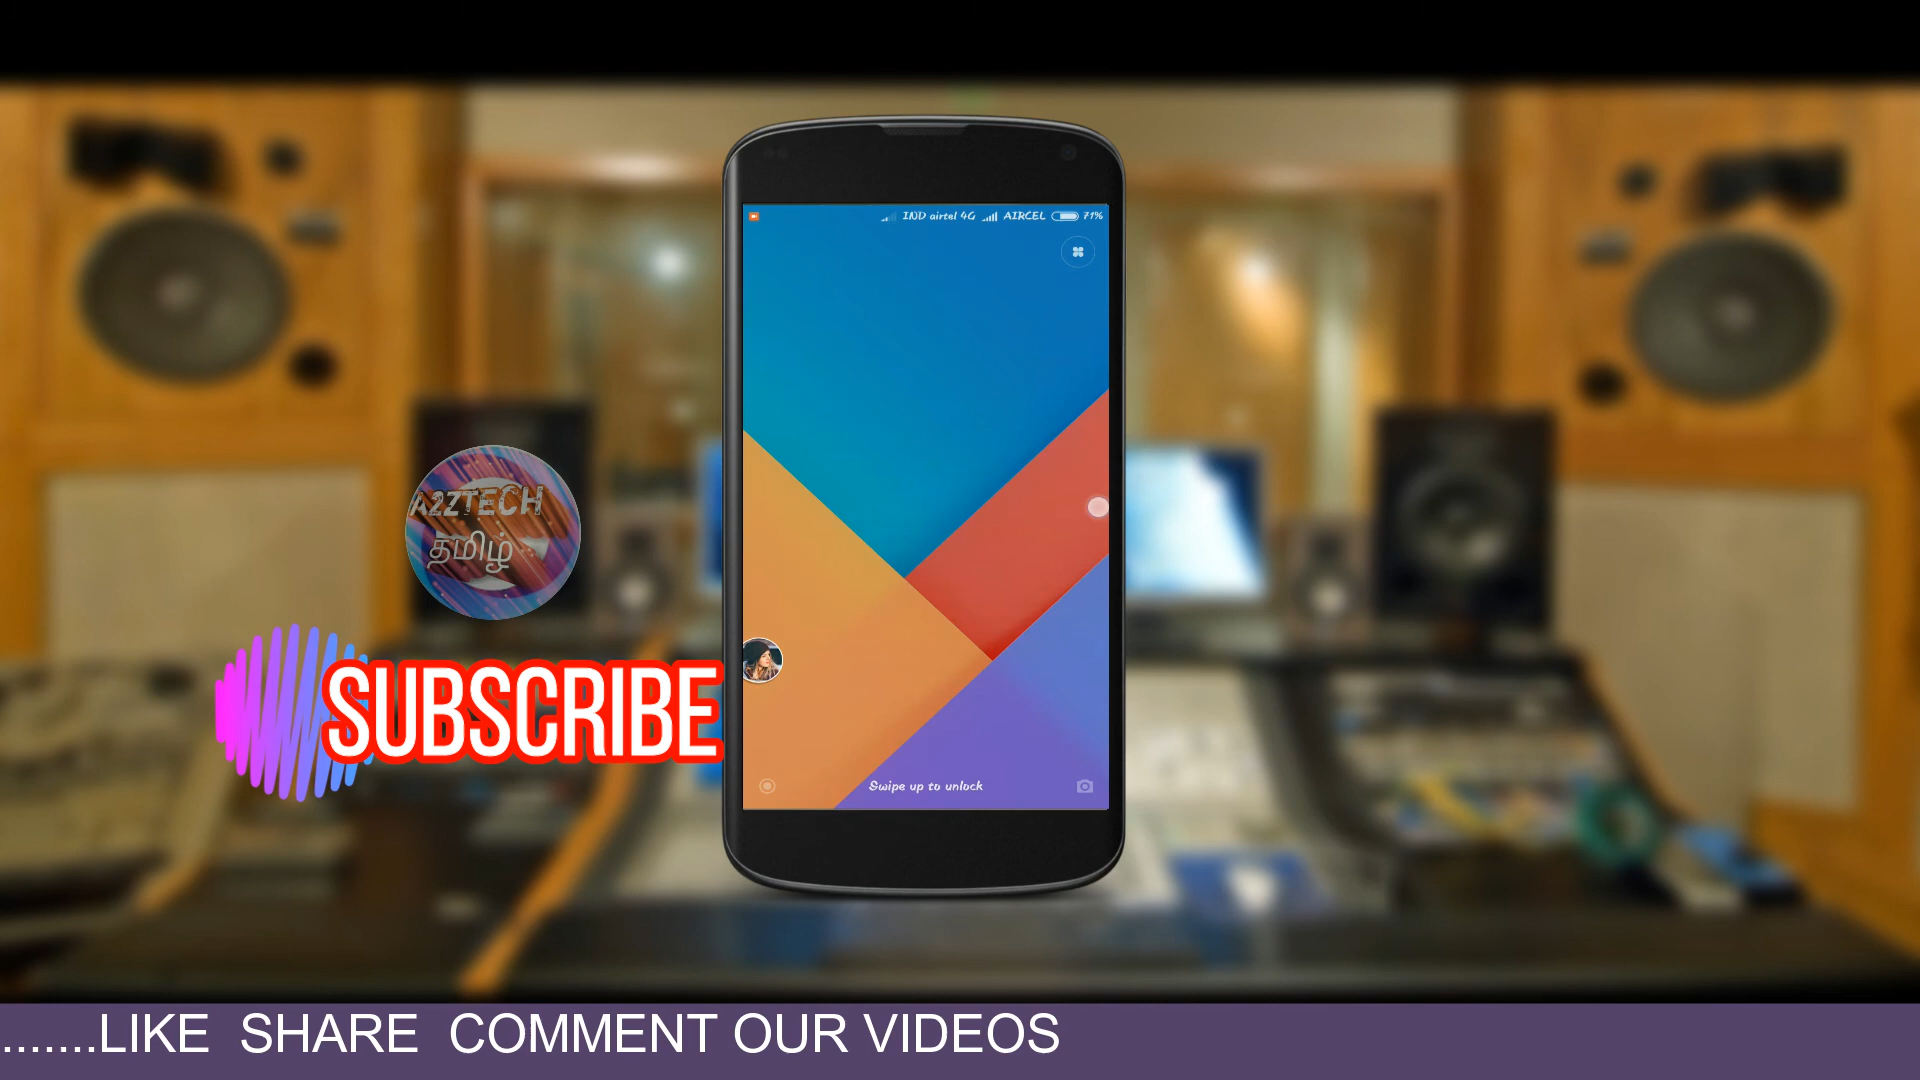 IND airtel 4G AIRCEL 71%
A2ZTECH
தமிழ்
SUBSCRIBE
Swipe up to unlock
.......LIKE SHARE COMMENT OUR VIDEOS